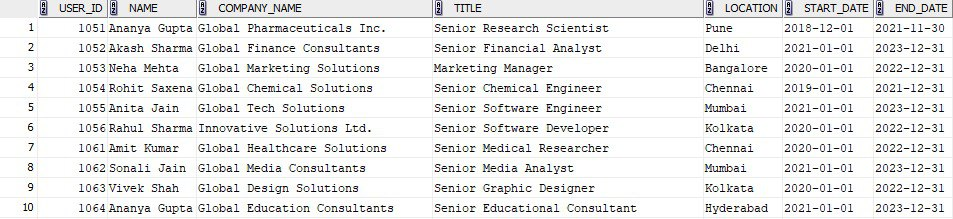 USER_ID NAME COMPANY_NAME TITLE LOCATION START_DATE END_DATE
1 1051 Ananya Gupta Global Pharmaceuticals Inc. Senior Research Scientist Pune 2018-12-01 2021-11-30
2 1052 Akash Sharma Global Finance Consultants Senior Financial Analyst Delhi 2021-01-01 2023-12-31
3 1053 Neha Mehta Global Marketing Solutions Marketing Manager Bangalore 2020-01-01 2022-12-31
4 1054 Rohit Saxena Global Chemical Solutions Senior Chemical Engineer Chennai 2019-01-01 2021-12-31
5 1055 Anita Jain Global Tech Solutions Senior Software Engineer Mumbai 2021-01-01 2023-12-31
6 1056 Rahul Sharma Innovative Solutions Ltd. Senior Software Developer Kolkata 2020-01-01 2022-12-31
7 1061 Amit Kumar Global Healthcare Solutions Senior Medical Researcher Chennai 2020-01-01 2022-12-31
8 1062 Sonali Jain Global Media Consultants Senior Media Analyst Mumbai 2021-01-01 2023-12-31
9 1063 Vivek Shah Global Design Solutions Senior Graphic Designer Kolkata 2020-01-01 2022-12-31
10 1064 Ananya Gupta Global Education Consultants Senior Educational Consultant Hyderabad 2021-01-01 2023-12-31